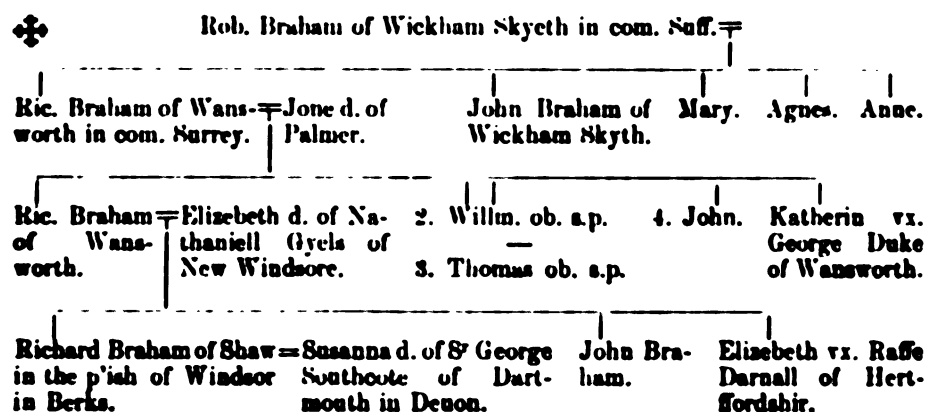 Rob. Braham of Wickham Skyeth in com. Suff.
Ric. Braham of Wans-
worth in com. Surrey.
Jone d. of
Palmer.
John Braham of
Wickham Skyth.
Mary.
Agnes.
Anne.
Ric. Braham
of Wans-
worth.
Elizebeth d. of Na-
thaniell Gyels of
New Windsore.
2. Willm. ob. s.p.
3. Thomas ob. s.p.
4. John.
Katherin vx.
George Duke
of Wansworth.
Richard Braham of Shaw
in the p'ish of Windsor
in Berks.
Susanna d. of Sr George
Southcote of Dart-
mouth in Deuon.
John Bra-
ham.
Elizebeth vx. Raffe
Darnall of Hert-
ffordshir.